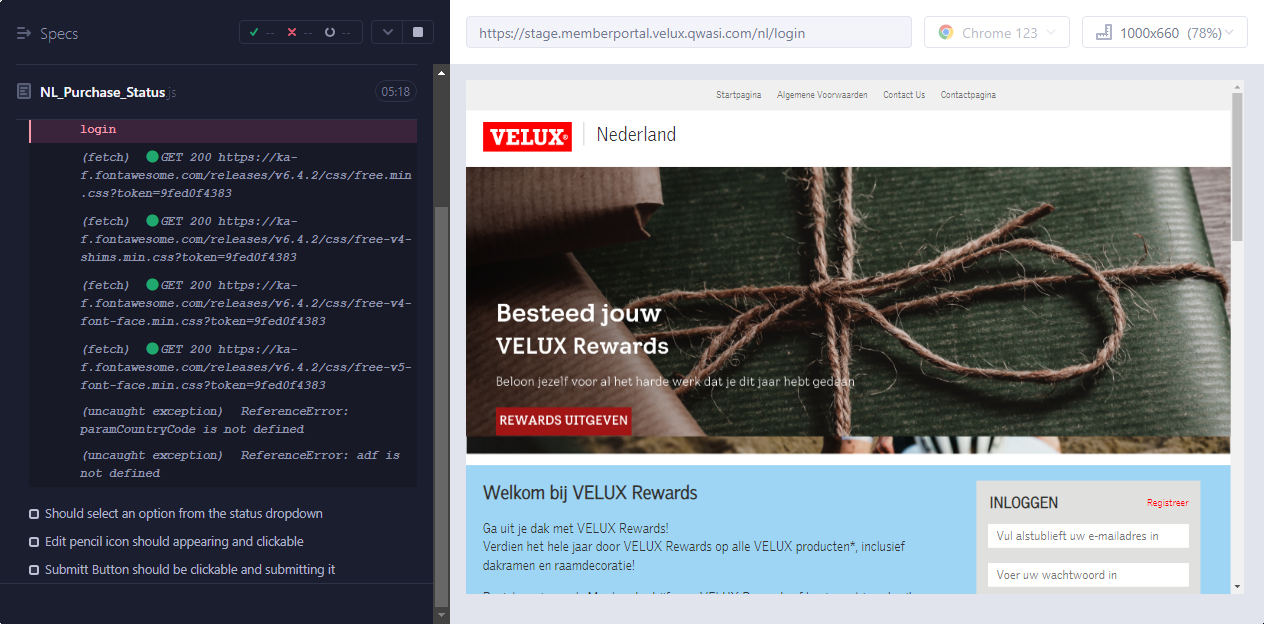 Specs
-- -- --
https://stage.memberportal.velux.qwasi.com/nl/login
Chrome 123
1000x660 (78%)
NL_Purchase_Status js
05:18
login
(fetch) GET 200 https://ka-
f.fontawesome.com/releases/v6.4.2/css/free.min
.css?token=9fed0f4383
(fetch) GET 200 https://ka-
f.fontawesome.com/releases/v6.4.2/css/free-v4-
shims.min.css?token=9fed0f4383
(fetch) GET 200 https://ka-
f.fontawesome.com/releases/v6.4.2/css/free-v4-
font-face.min.css?token=9fed0f4383
(fetch) GET 200 https://ka-
f.fontawesome.com/releases/v6.4.2/css/free-v5-
font-face.min.css?token=9fed0f4383
(uncaught exception) ReferenceError:
paramCountryCode is not defined
(uncaught exception) ReferenceError: adf is
not defined
Should select an option from the status dropdown
Edit pencil icon should appearing and clickable
Submitt Button should be clickable and submitting it
Startpagina Algemene Voorwaarden Contact Us Contactpagina
VELUX® Nederland
Besteed jouw
VELUX Rewards
Beloon jezelf voor al het harde werk dat je dit jaar hebt gedaan
REWARDS UITGEVEN
Welkom bij VELUX Rewards
Ga uit je dak met VELUX Rewards!
Verdien het hele jaar door VELUX Rewards op alle VELUX producten*, inclusief
dakramen en raamdecoratie!
INLOGGEN
Registreer
Vul alstublieft uw e-mailadres in
Voer uw wachtwoord in